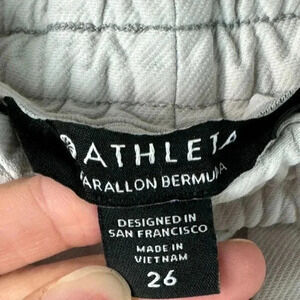 ATHLETA
FARALLON BERMUDA
DESIGNED IN
SAN FRANCISCO
MADE IN
VIETNAM
26